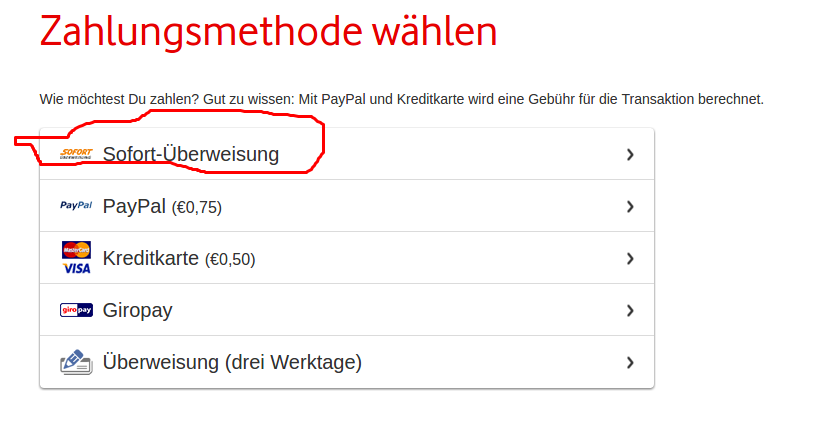 Zahlungsmethode wählen
Wie möchtest Du zahlen? Gut zu wissen: Mit PayPal und Kreditkarte wird eine Gebühr für die Transaktion berechnet.
SOFORT ÜBERWEISUNG Sofort-Überweisung
PayPal PayPal (€0,75)
MasterCard VISA Kreditkarte (€0,50)
giropay Giropay
Überweisung (drei Werktage)